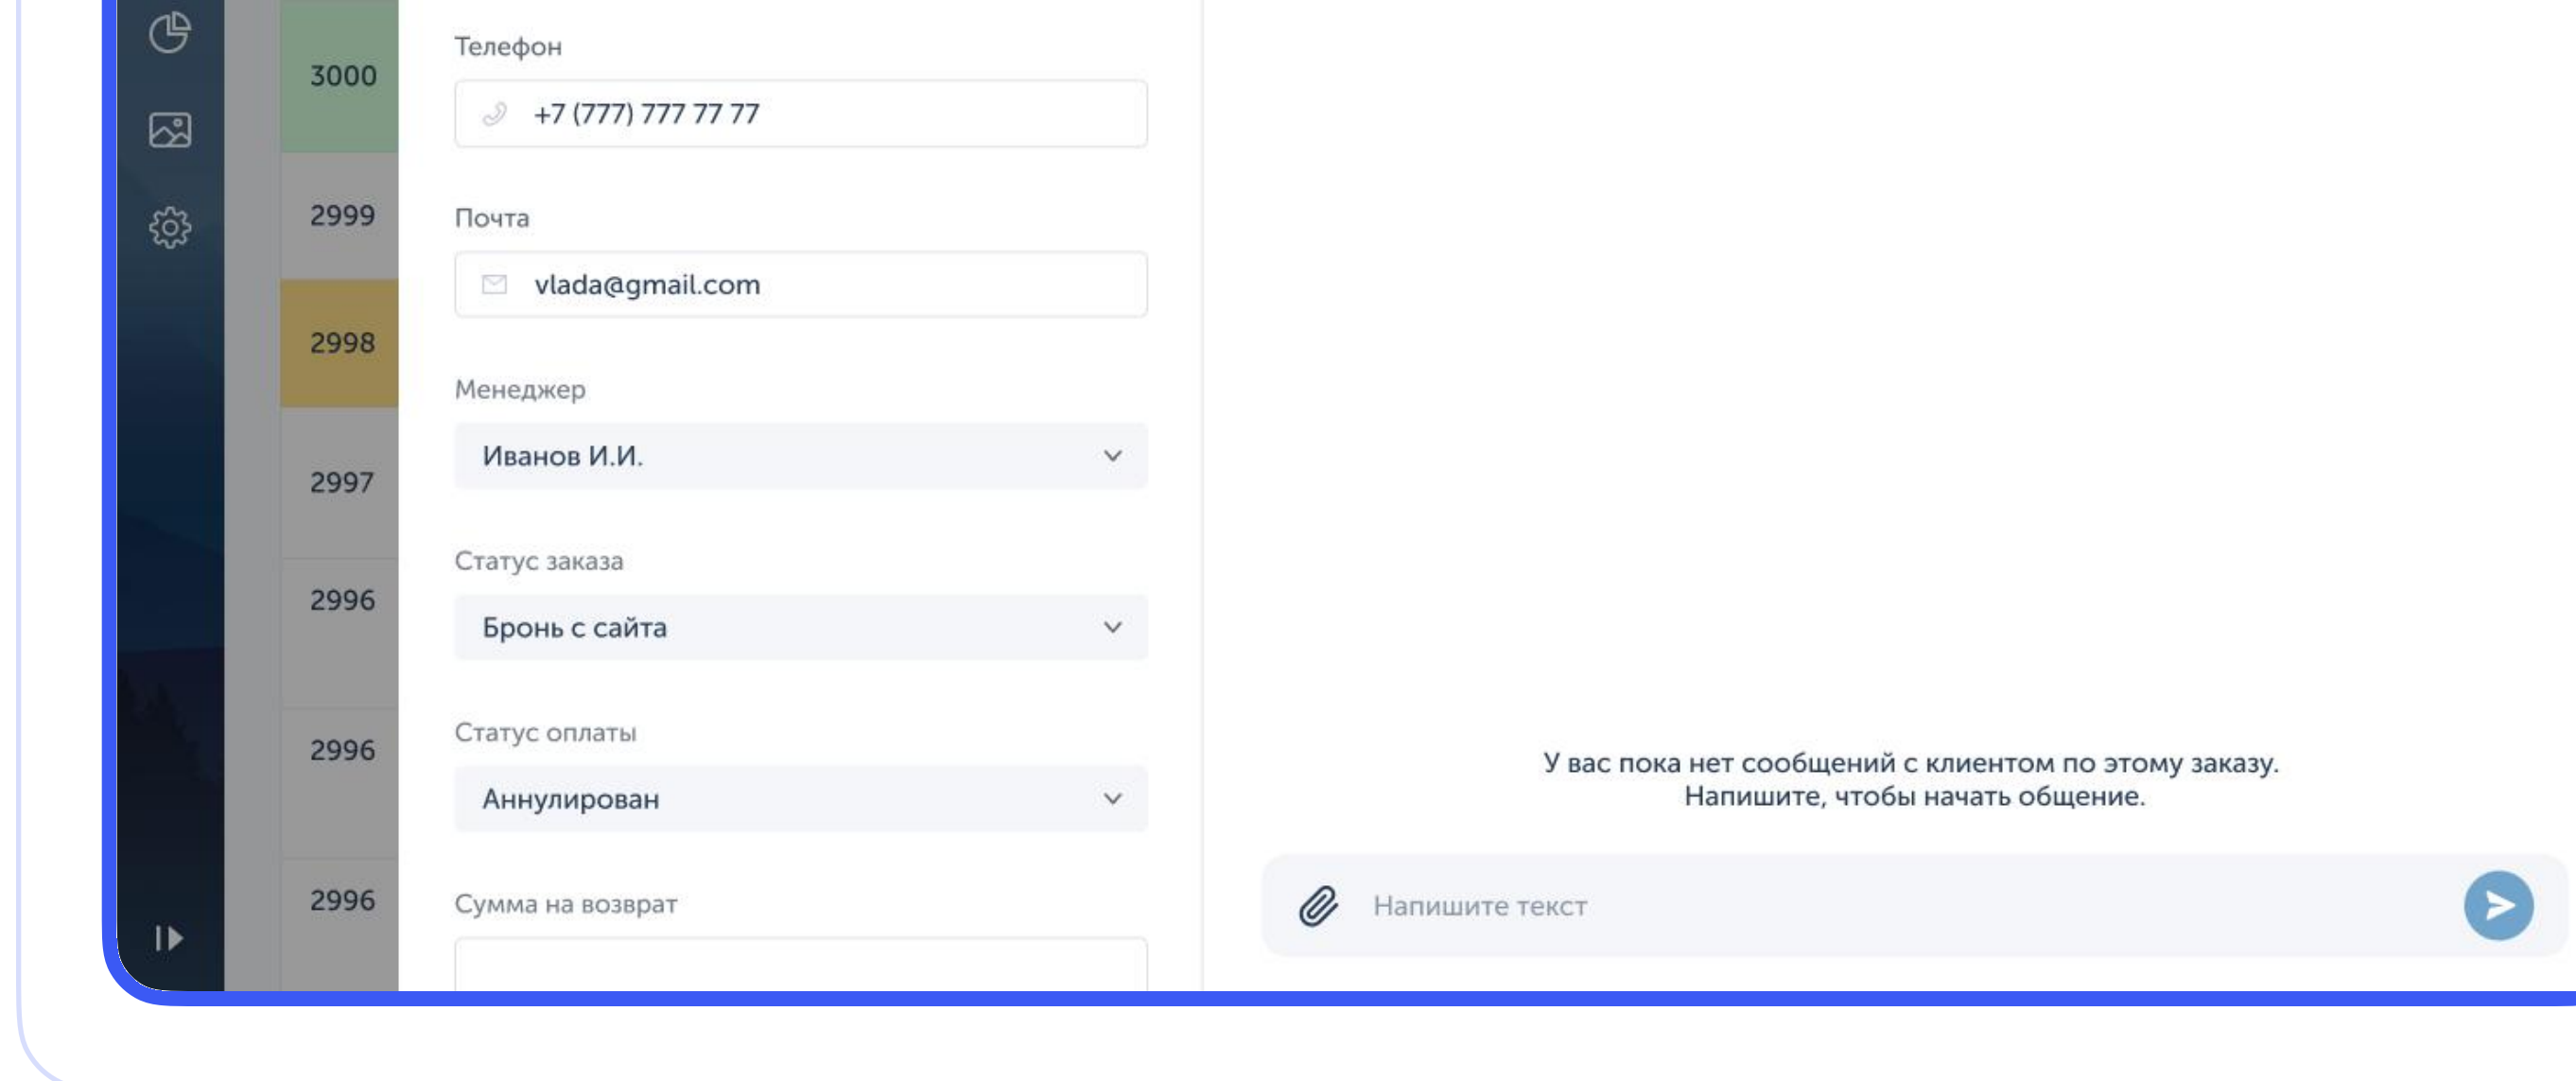 3000
2999
2998
2997
2996
2996
2996
Телефон
+7 (777) 777 77 77
Почта
vlada@gmail.com
Менеджер
Иванов И.И.
Статус заказа
Бронь с сайта
Статус оплаты
Аннулирован
Сумма на возврат
У вас пока нет сообщений с клиентом по этому заказу.
Напишите, чтобы начать общение.
Напишите текст